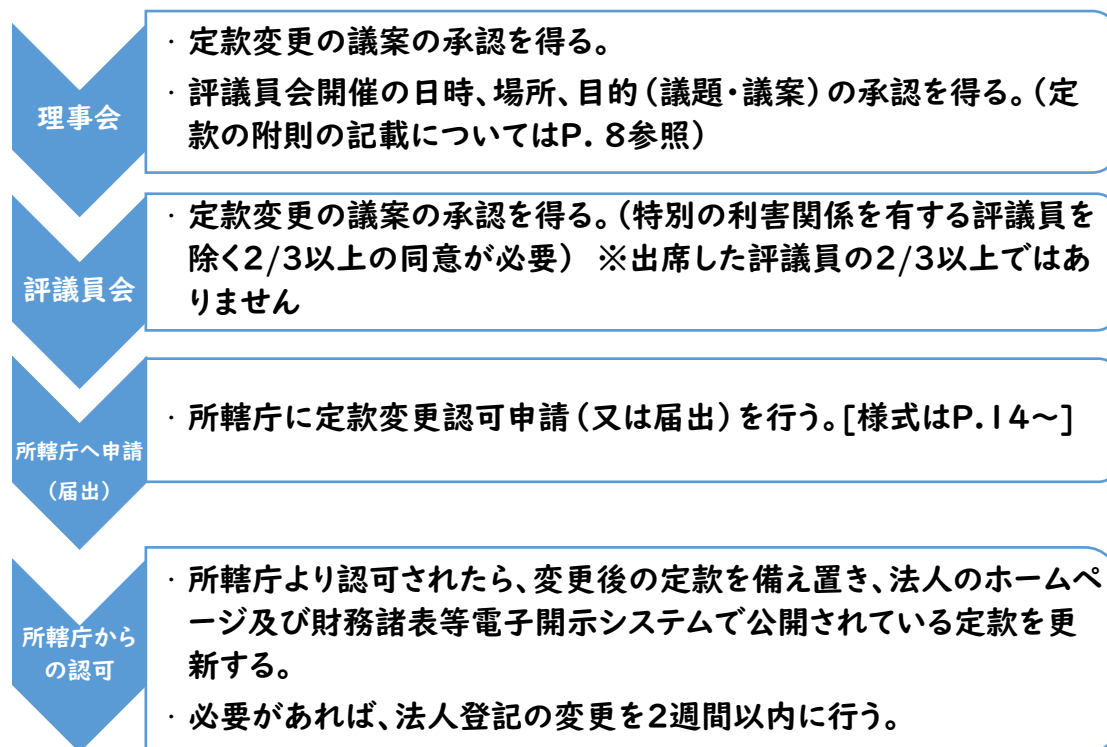 理事会
・定款変更の議案の承認を得る。
・評議員会開催の日時、場所、目的(議題・議案)の承認を得る。(定
款の附則の記載についてはP.8参照)
評議員会
・定款変更の議案の承認を得る。(特別の利害関係を有する評議員を
除く2/3以上の同意が必要) ※出席した評議員の2/3以上ではあ
りません
所轄庁へ申請
(届出)
・所轄庁に定款変更認可申請(又は届出)を行う。[様式はP.14~]
所轄庁から
の認可
・所轄庁より認可されたら、変更後の定款を備え置き、法人のホームペ
ージ及び財務諸表等電子開示システムで公開されている定款を更
新する。
・必要があれば、法人登記の変更を2週間以内に行う。